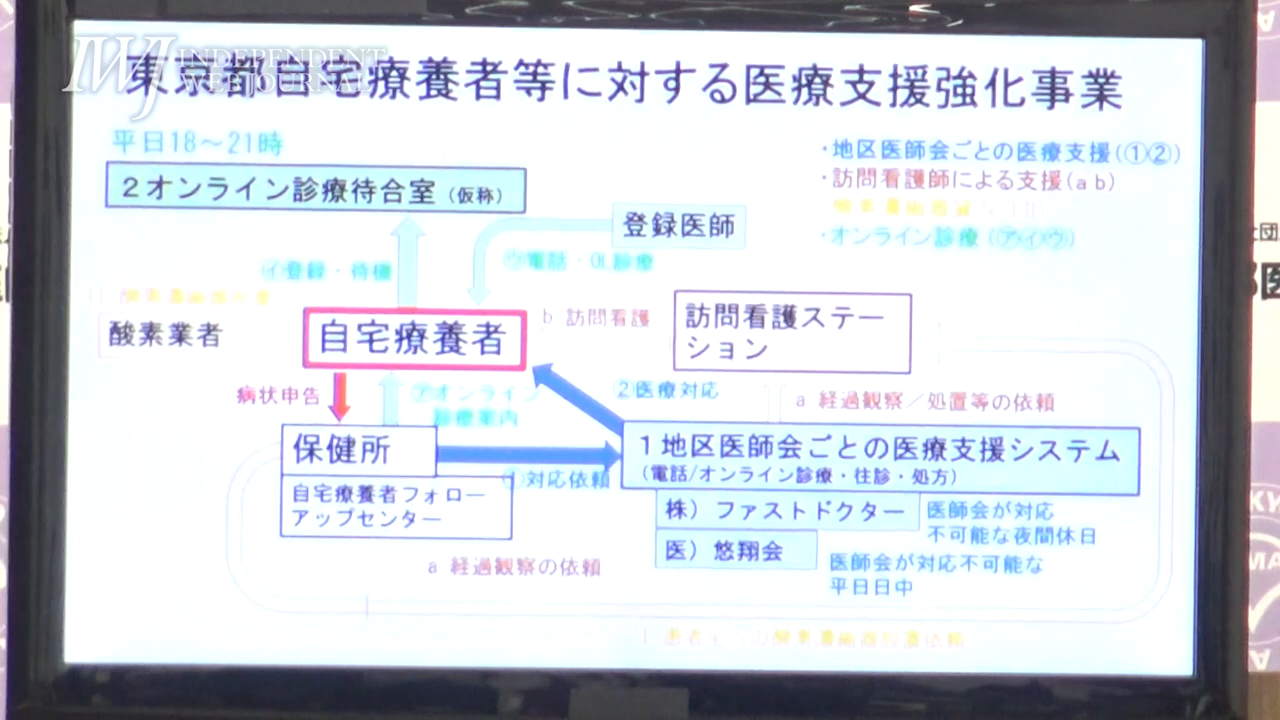 IWJ INDEPENDENT
WEB JOURNAL
東京都自宅療養者等に対する医療支援強化事業
平日18～21時
2オンライン診療待合室(仮称)
・地区医師会ごとの医療支援(①②)
・訪問看護師による支援(a b)
・オンライン診療(㋐㋑㋒)
登録医師
㋑登録・待機
㋒電話・OL診療
酸素業者
自宅療養者
b 訪問看護
訪問看護ステー
ション
病状申告
㋐オンライン
診療案内
②医療対応
a 経過観察/処置等の依頼
保健所
自宅療養者フォロー
アップセンター
①対応依頼
1地区医師会ごとの医療支援システム
(電話/オンライン診療・往診・処方)
株)ファストドクター
医師会が対応
不可能な夜間休日
医)悠翔会
医師会が対応不可能な
平日日中
a 経過観察の依頼